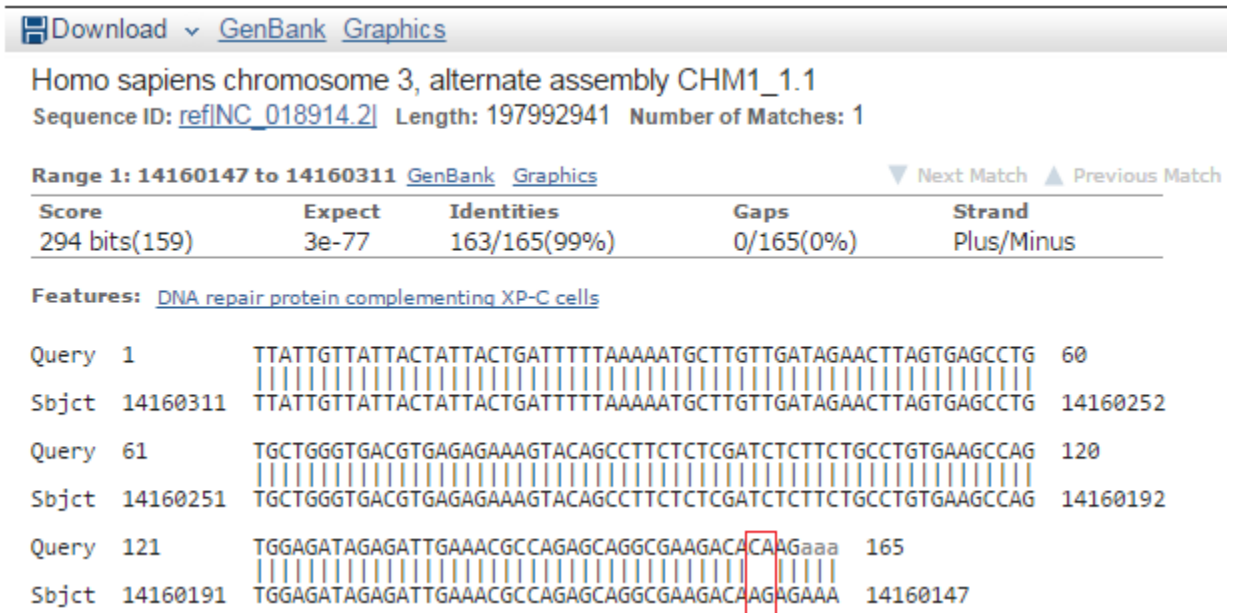 Download GenBank Graphics
Homo sapiens chromosome 3, alternate assembly CHM1_1.1
Sequence ID: ref|NC_018914.2| Length: 197992941 Number of Matches: 1
Range 1: 14160147 to 14160311 GenBank Graphics Next Match Previous Match
Score Expect Identities Gaps Strand
294 bits(159) 3e-77 163/165(99%) 0/165(0%) Plus/Minus
Features: DNA repair protein complementing XP-C cells
Query 1 TTATTGTTATTACTATTACTGATTTTTAAAAATGCTTGTTGATAGAACTTAGTGAGCCTG 60
Sbjct 14160311 TTATTGTTATTACTATTACTGATTTTTAAAAATGCTTGTTGATAGAACTTAGTGAGCCTG 14160252
Query 61 TGCTGGGTGACGTGAGAGAAAGTACAGCCTTCTCTCGATCTCTTCTGCCTGTGAAGCCAG 120
Sbjct 14160251 TGCTGGGTGACGTGAGAGAAAGTACAGCCTTCTCTCGATCTCTTCTGCCTGTGAAGCCAG 14160192
Query 121 TGGAGATAGAGATTGAAACGCCAGAGCAGGCGAAGACACAAGaaa 165
Sbjct 14160191 TGGAGATAGAGATTGAAACGCCAGAGCAGGCGAAGACAAGAGAAA 14160147